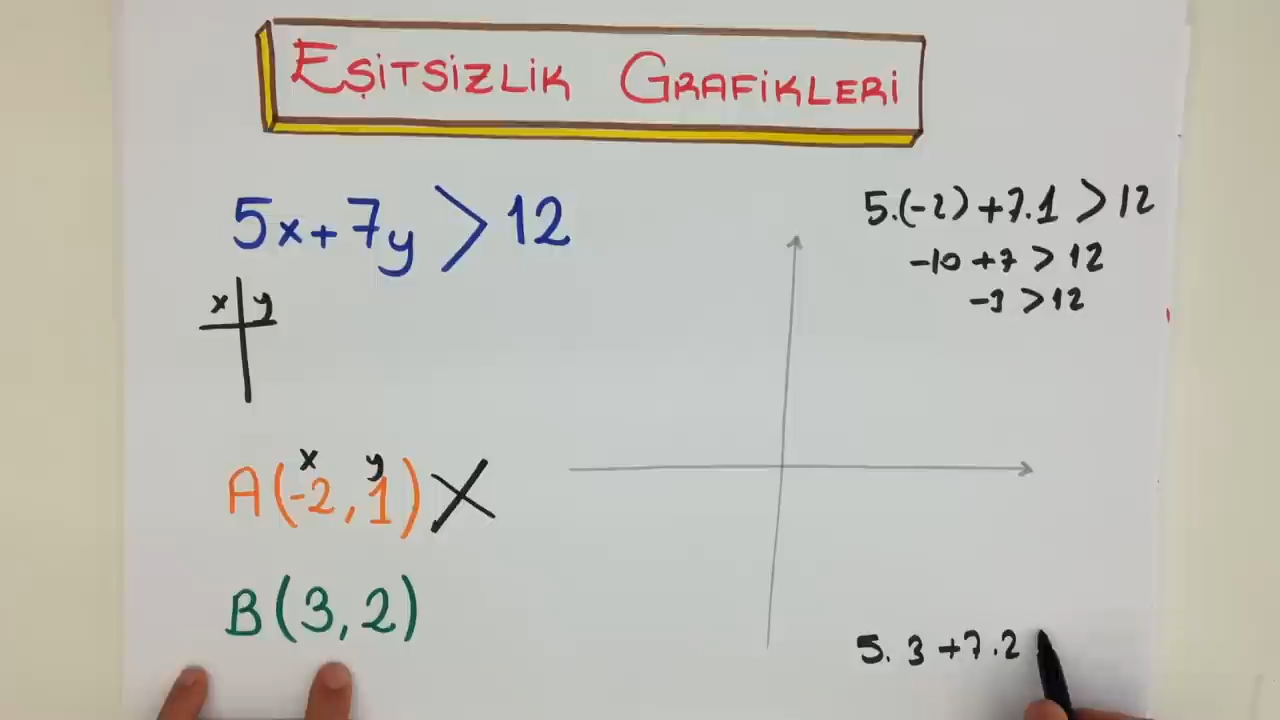 EŞİTSİZLİK GRAFİKLERİ
5x+7y>12
x y
x y
A(-2,1)X
B(3,2)
5.(-2)+7.1>12
-10+7>12
-3>12
5.3+7.2